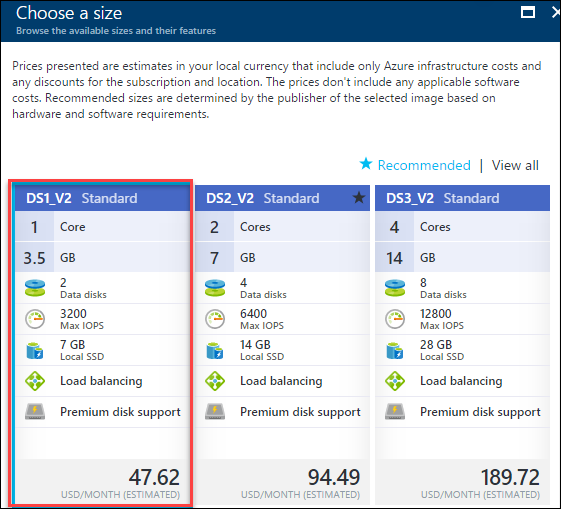 Choose a size
Browse the available sizes and their features
Prices presented are estimates in your local currency that include only Azure infrastructure costs and
any discounts for the subscription and location. The prices don't include any applicable software
costs. Recommended sizes are determined by the publisher of the selected image based on
hardware and software requirements.
★ Recommended | View all
DS1_V2 Standard
1 Core
3.5 GB
2
Data disks
3200
Max IOPS
7 GB
Local SSD
Load balancing
Premium disk support
47.62
USD/MONTH (ESTIMATED)
DS2_V2 Standard ★
2 Cores
7 GB
4
Data disks
6400
Max IOPS
14 GB
Local SSD
Load balancing
Premium disk support
94.49
USD/MONTH (ESTIMATED)
DS3_V2 Standard
4 Cores
14 GB
8
Data disks
12800
Max IOPS
28 GB
Local SSD
Load balancing
Premium disk support
189.72
USD/MONTH (ESTIMATED)